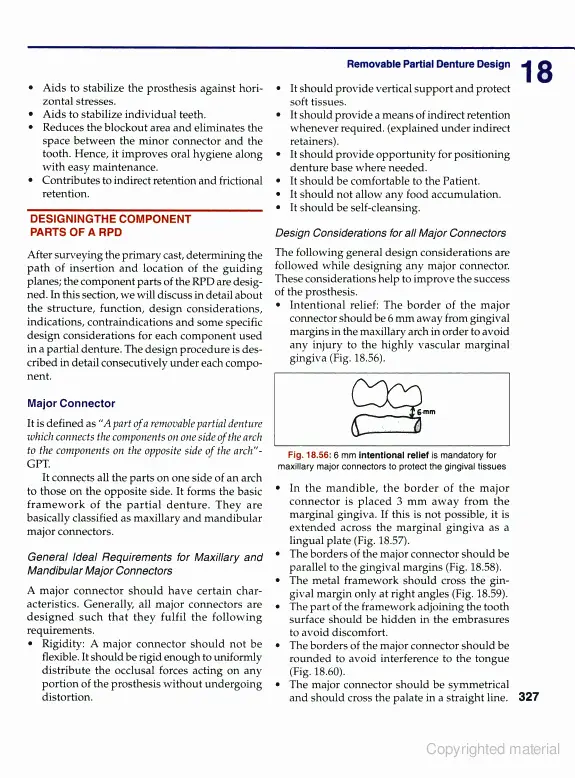 Removable Partial Denture Design
18
• Aids to stabilize the prosthesis against hori-
zontal stresses.
• Aids to stabilize individual teeth.
• Reduces the blockout area and eliminates the
space between the minor connector and the
tooth. Hence, it improves oral hygiene along
with easy maintenance.
• Contributes to indirect retention and frictional
retention.
DESIGNINGTHE COMPONENT
PARTS OF A RPD
After surveying the primary cast, determining the
path of insertion and location of the guiding
planes; the component parts of the RPD are desig-
ned. In this section, we will discuss in detail about
the structure, function, design considerations,
indications, contraindications and some specific
design considerations for each component used
in a partial denture. The design procedure is des-
cribed in detail consecutively under each compo-
nent.
Major Connector
It is defined as "A part of a removable partial denture
which connects the components on one side of the arch
to the components on the opposite side of the arch"-
GPT.
It connects all the parts on one side of an arch
to those on the opposite side. It forms the basic
framework of the partial denture. They are
basically classified as maxillary and mandibular
major connectors.
General Ideal Requirements for Maxillary and
Mandibular Major Connectors
A major connector should have certain char-
acteristics. Generally, all major connectors are
designed such that they fulfil the following
requirements.
• Rigidity: A major connector should not be
flexible. It should be rigid enough to uniformly
distribute the occlusal forces acting on any
portion of the prosthesis without undergoing
distortion.
• It should provide vertical support and protect
soft tissues.
• It should provide a means of indirect retention
whenever required. (explained under indirect
retainers).
• It should provide opportunity for positioning
denture base where needed.
• It should be comfortable to the Patient.
• It should not allow any food accumulation.
• It should be self-cleansing.
Design Considerations for all Major Connectors
The following general design considerations are
followed while designing any major connector.
These considerations help to improve the success
of the prosthesis.
• Intentional relief: The border of the major
connector should be 6 mm away from gingival
margins in the maxillary arch in order to avoid
any injury to the highly vascular marginal
gingiva (Fig. 18.56).
6 mm
Fig. 18.56: 6 mm intentional relief is mandatory for
maxillary major connectors to protect the gingival tissues
• In the mandible, the border of the major
connector is placed 3 mm away from the
marginal gingiva. If this is not possible, it is
extended across the marginal gingiva as a
lingual plate (Fig. 18.57).
• The borders of the major connector should be
parallel to the gingival margins (Fig. 18.58).
• The metal framework should cross the gin-
gival margin only at right angles (Fig. 18.59).
• The part of the framework adjoining the tooth
surface should be hidden in the embrasures
to avoid discomfort.
• The borders of the major connector should be
rounded to avoid interference to the tongue
(Fig. 18.60).
• The major connector should be symmetrical
and should cross the palate in a straight line.
327
Copyrighted material